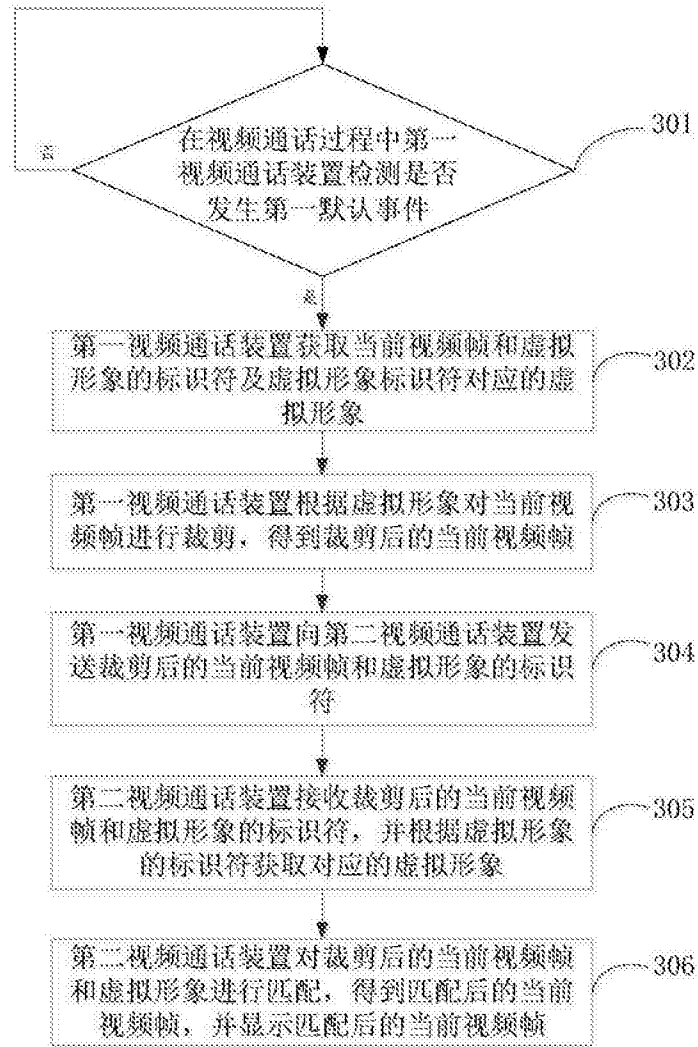 在视频通话过程中第一
视频通话装置检测是否
发生第一默认事件
301
否
是
第一视频通话装置获取当前视频帧和虚拟
形象的标识符及虚拟形象标识符对应的虚
拟形象
302
第一视频通话装置根据虚拟形象对当前视
频帧进行裁剪，得到裁剪后的当前视频帧
303
第一视频通话装置向第二视频通话装置发
送裁剪后的当前视频帧和虚拟形象的标识
符
304
第二视频通话装置接收裁剪后的当前视频
帧和虚拟形象的标识符，并根据虚拟形象
的标识符获取对应的虚拟形象
305
第二视频通话装置对裁剪后的当前视频帧
和虚拟形象进行匹配，得到匹配后的当前
视频帧，并显示匹配后的当前视频帧
306